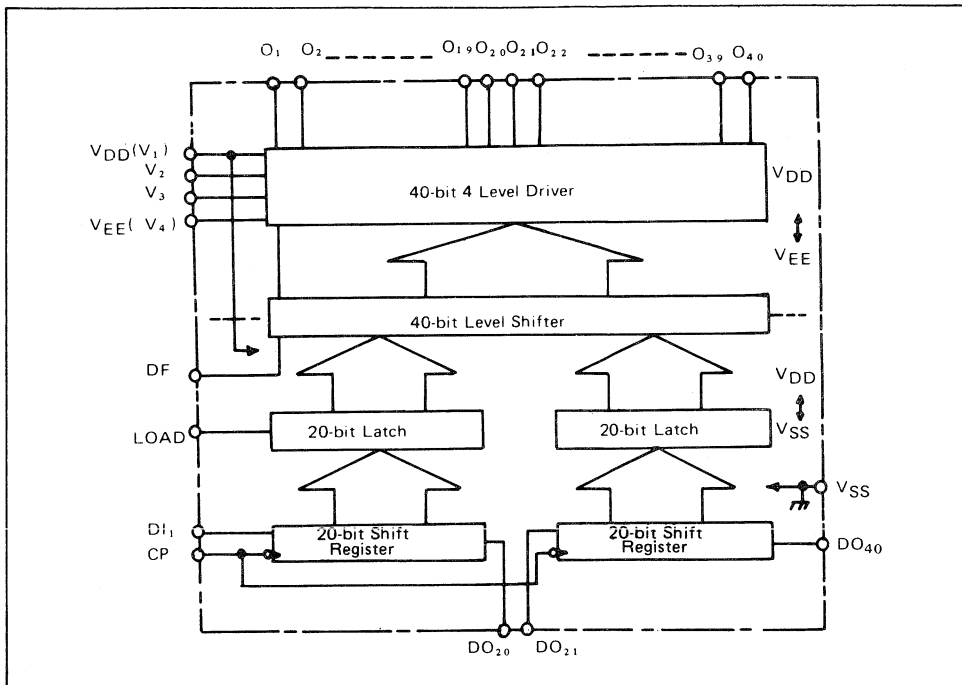 O₁ O₂ O₁₉ O₂₀ O₂₁ O₂₂ O₃₉ O₄₀
VDD(V₁)
V₂
V₃
VEE( V₄)
40-bit 4 Level Driver
VDD
VEE
40-bit Level Shifter
DF
VDD
LOAD
20-bit Latch
20-bit Latch
VSS
VSS
DI₁
CP
20-bit Shift
Register
20-bit Shift
Register
DO₄₀
DO₂₀ DO₂₁